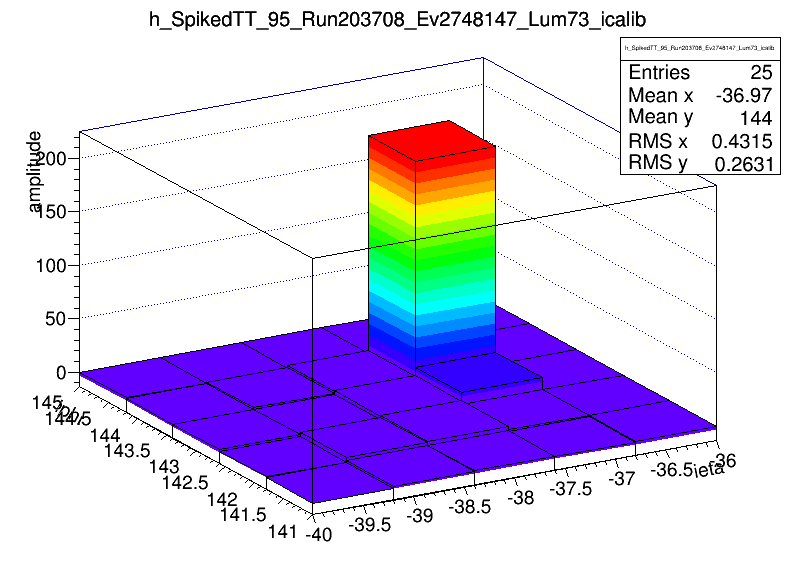 h_SpikedTT_95_Run203708_Ev2748147_Lum73_icalib
h_SpikedTT_95_Run203708_Ev2748147_Lum73_icalib
Entries 25
Mean x -36.97
Mean y 144
RMS x 0.4315
RMS y 0.2631
amplitude
200
150
100
50
0
145
144.5
144
143.5
143
142.5
142
141.5
141
-40
-39.5
-39
-38.5
-38
-37.5
-37
-36.5
-36
ieta